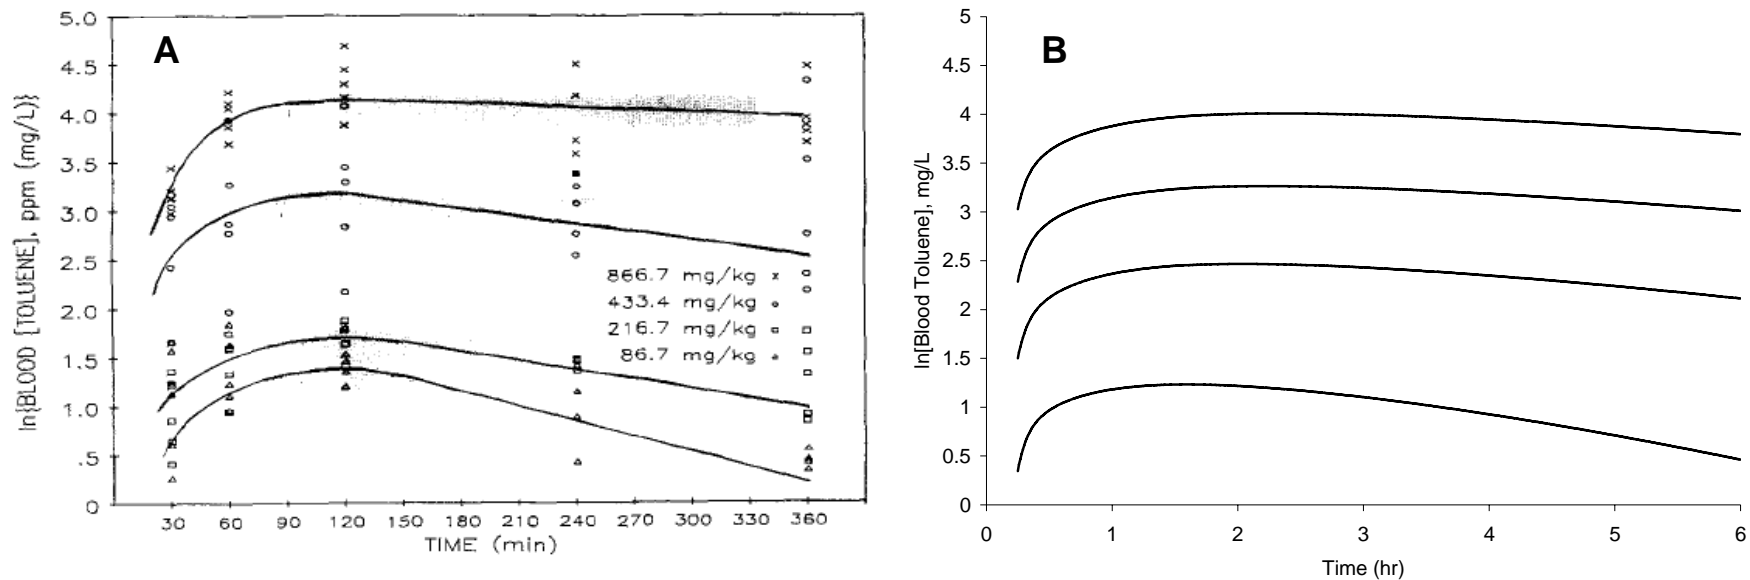 A
ln{BLOOD [TOLUENE], ppm (mg/L)}
5.0
4.5
4.0
3.5
3.0
2.5
2.0
1.5
1.0
.5
0
866.7 mg/kg ×
433.4 mg/kg ○
216.7 mg/kg □
86.7 mg/kg ▵
30 60 90 120 150 180 210 240 270 300 330 360
TIME (min)
B
ln[Blood Toluene], mg/L
5
4.5
4
3.5
3
2.5
2
1.5
1
0.5
0
0 1 2 3 4 5 6
Time (hr)